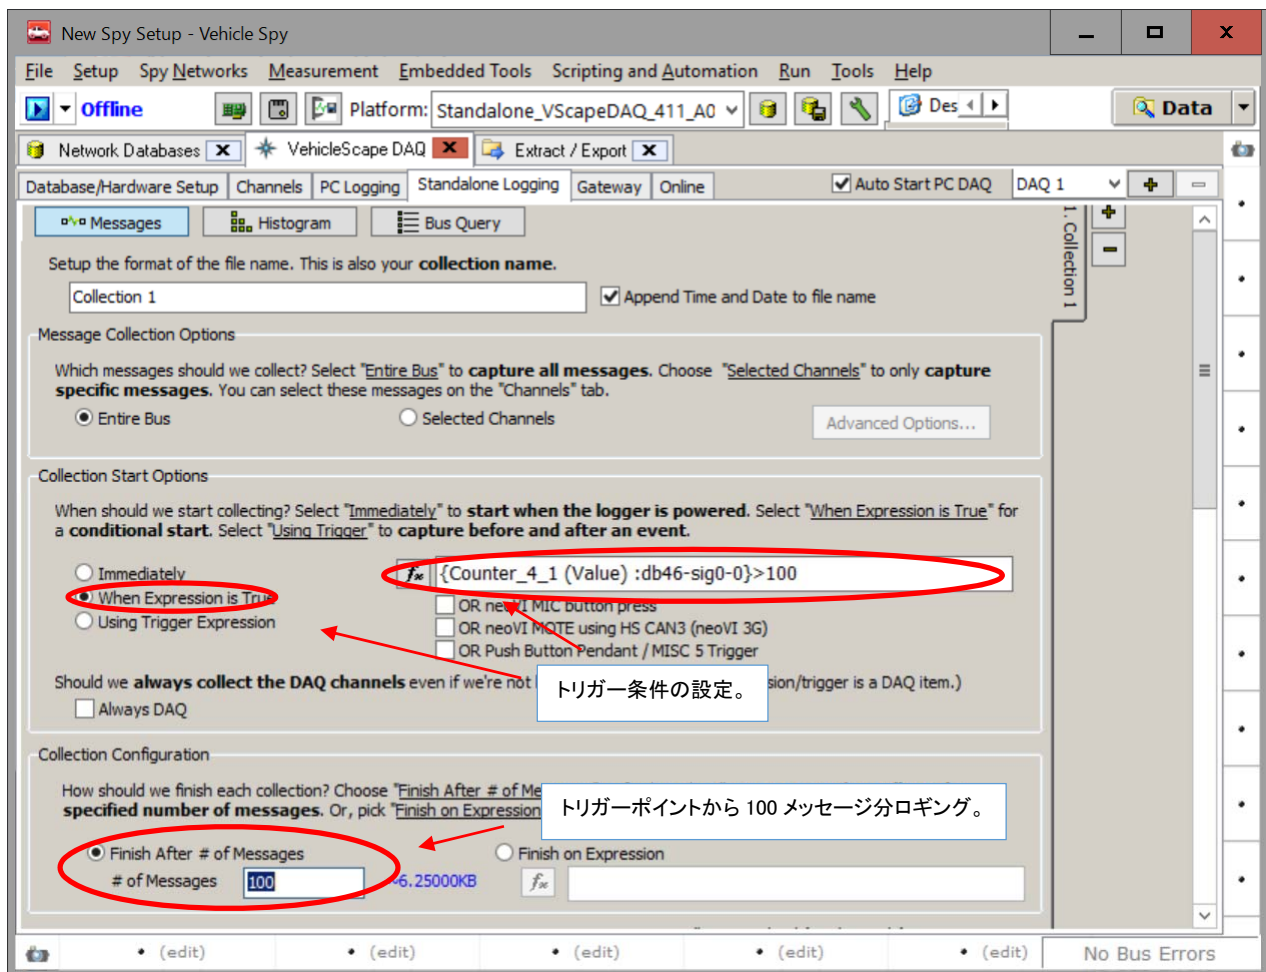 New Spy Setup - Vehicle Spy
File Setup Spy Networks Measurement Embedded Tools Scripting and Automation Run Tools Help
Offline Platform: Standalone_VScapeDAQ_411_A0 Des Data
Network Databases VehicleScape DAQ Extract / Export
Database/Hardware Setup Channels PC Logging Standalone Logging Gateway Online Auto Start PC DAQ DAQ 1
Messages Histogram Bus Query
1. Collection 1
Setup the format of the file name. This is also your collection name.
Collection 1 Append Time and Date to file name
Message Collection Options
Which messages should we collect? Select "Entire Bus" to capture all messages. Choose "Selected Channels" to only capture
specific messages. You can select these messages on the "Channels" tab.
Entire Bus Selected Channels Advanced Options...
Collection Start Options
When should we start collecting? Select "Immediately" to start when the logger is powered. Select "When Expression is True" for
a conditional start. Select "Using Trigger" to capture before and after an event.
Immediately fx {Counter_4_1 (Value) :db46-sig0-0}>100
When Expression is True OR neoVI MIC button press
Using Trigger Expression OR neoVI MOTE using HS CAN3 (neoVI 3G)
OR Push Button Pendant / MISC 5 Trigger
Should we always collect the DAQ channels even if we're not sion/trigger is a DAQ item.)
トリガー条件の設定。
Always DAQ
Collection Configuration
How should we finish each collection? Choose "Finish After # of Me
specified number of messages. Or, pick "Finish on Expression
トリガーポイントから 100 メッセージ分ロギング。
Finish After # of Messages Finish on Expression
# of Messages 100 ~6.25000KB fx
(edit) (edit) (edit) (edit) (edit) No Bus Errors